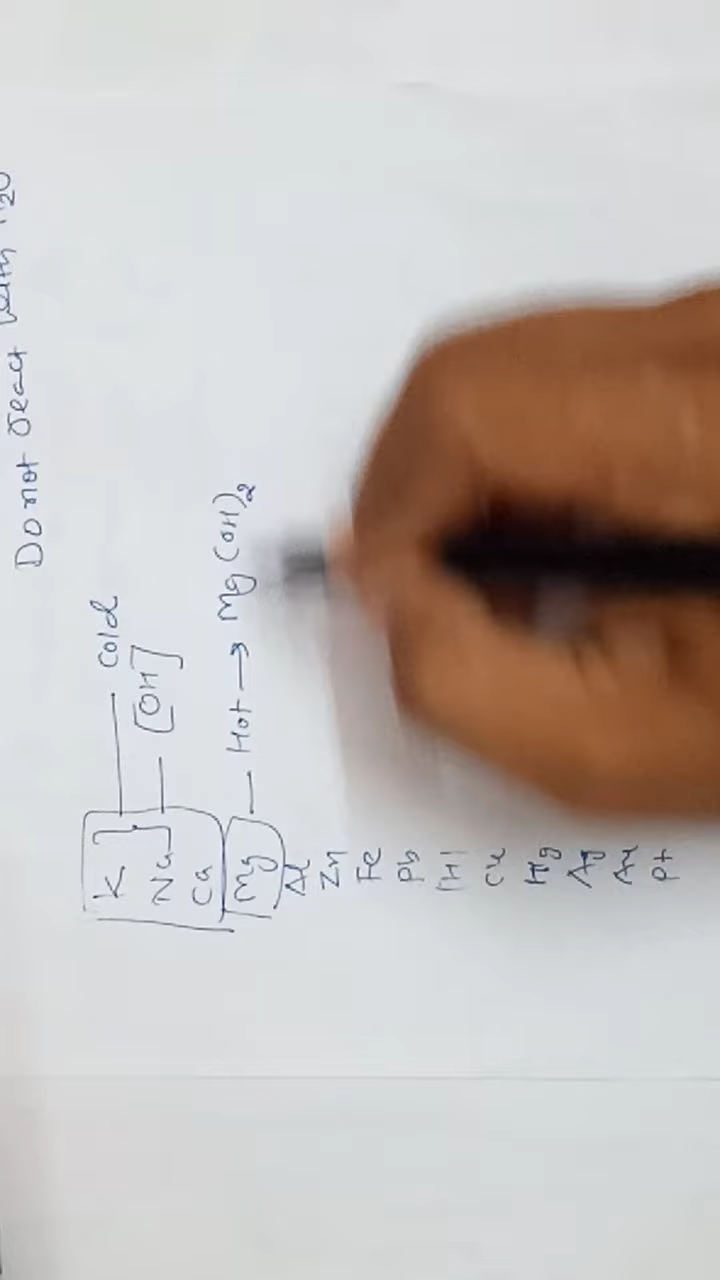 Do not react with H2O
K ] — Cold
Na — [OH]
Ca
Mg — Hot → Mg(OH)2
Al
Zn
Fe
Pb
[H]
Cu
Hg
Ag
Au
Pt